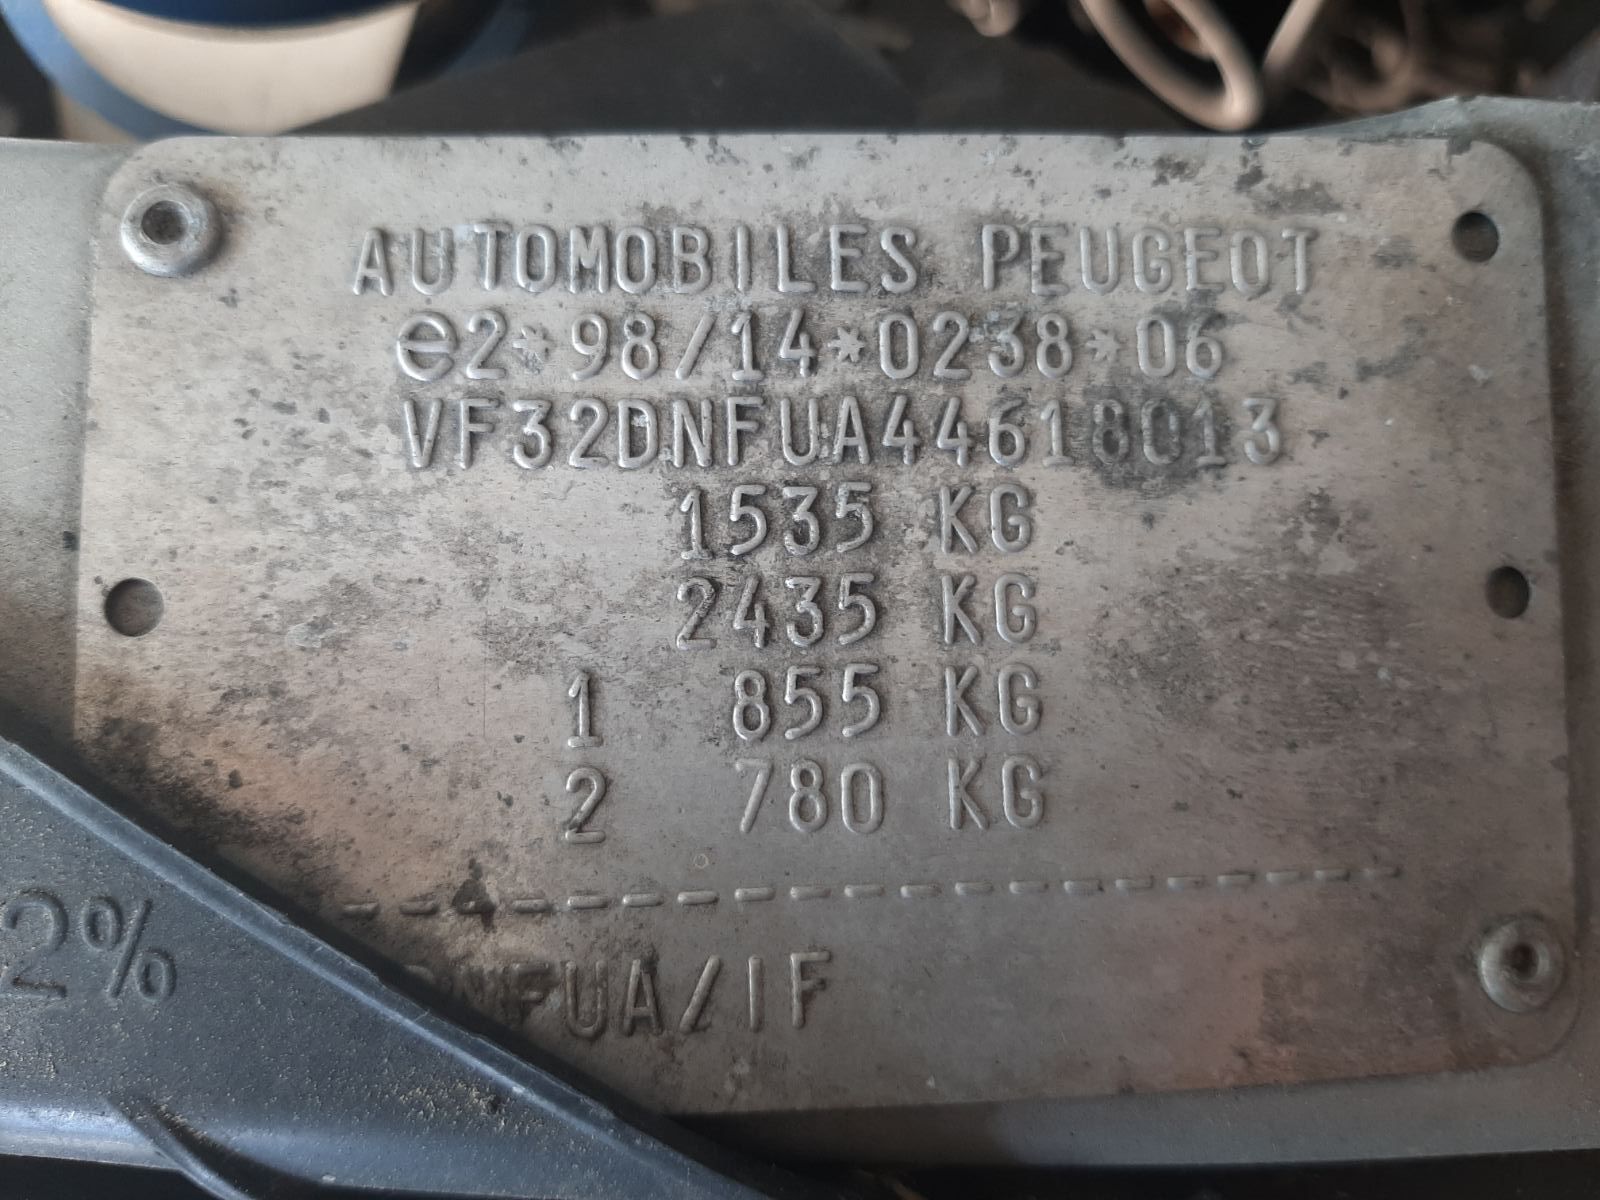 AUTOMOBILES PEUGEOT
e2*98/14*0238*06
VF32DNFUA44618013
1535 KG
2435 KG
1 855 KG
2 780 KG
-------------------
NFUA/IF
2%